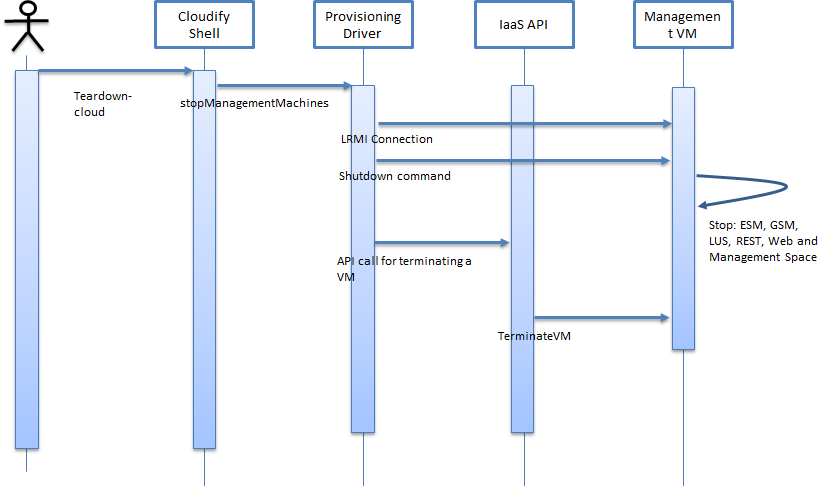 Cloudify
Shell
Provisioning
Driver
IaaS API
Managemen
t VM
Teardown-
cloud
stopManagementMachines
LRMI Connection
Shutdown command
Stop: ESM, GSM,
LUS, REST, Web and
Management Space
API call for terminating a
VM
TerminateVM